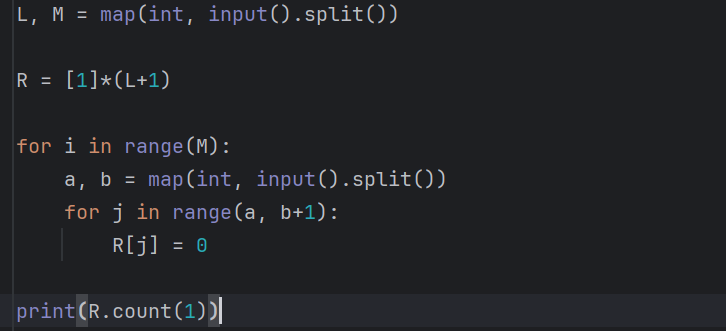 L, M = map(int, input().split())
R = [1]*(L+1)
for i in range(M):
    a, b = map(int, input().split())
    for j in range(a, b+1):
        R[j] = 0
print(R.count(1))